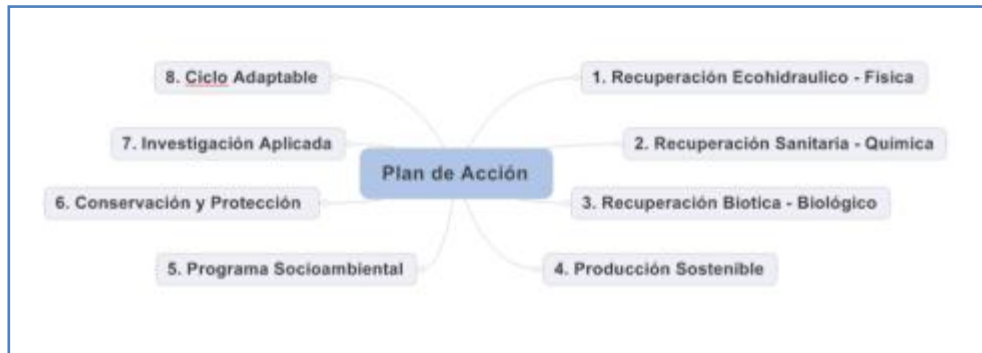 8. Ciclo Adaptable
1. Recuperación Ecohidraulico - Fisica
7. Investigación Aplicada
2. Recuperación Sanitaria - Quimica
Plan de Acción
6. Conservación y Protección
3. Recuperación Biotica - Biológico
5. Programa Socioambiental
4. Producción Sostenible